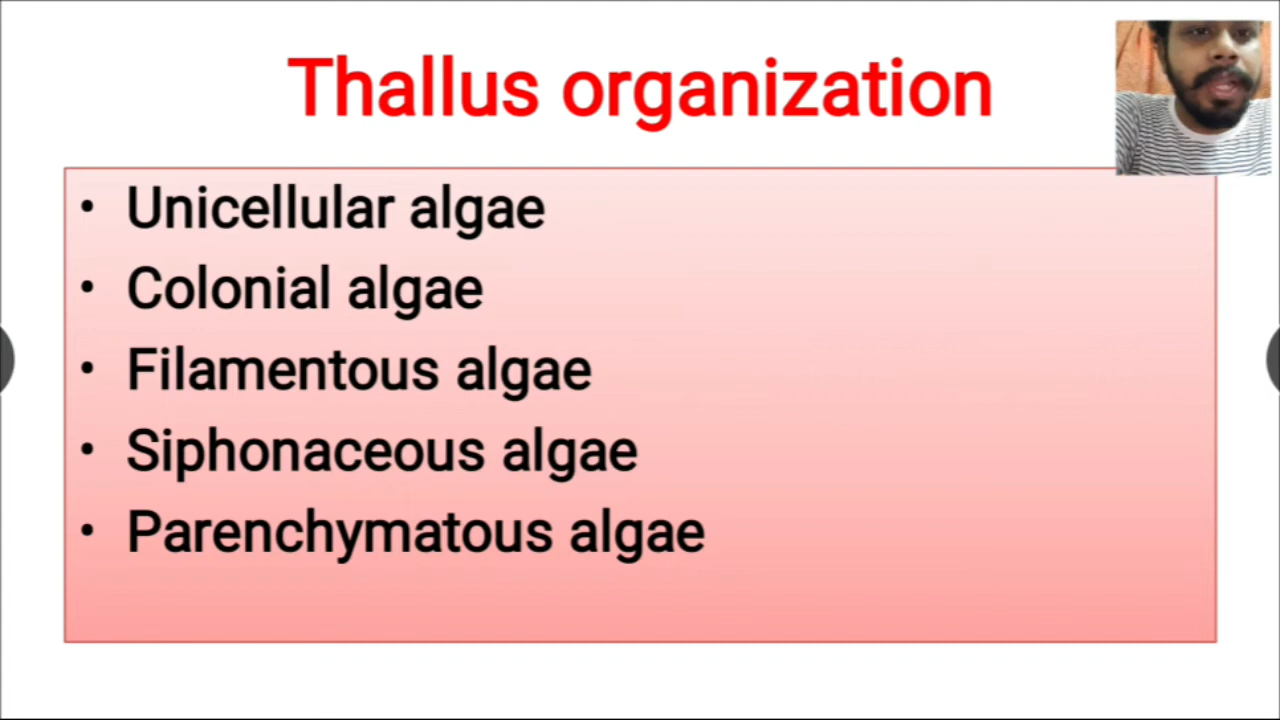 Thallus organization
• Unicellular algae
• Colonial algae
• Filamentous algae
• Siphonaceous algae
• Parenchymatous algae